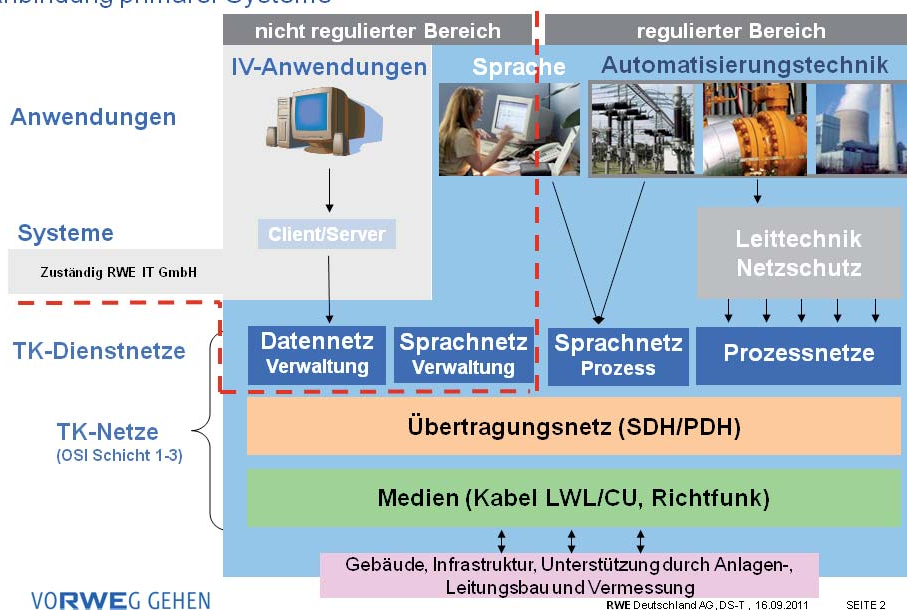 Anbindung primärer Systeme
nicht regulierter Bereich
regulierter Bereich
IV-Anwendungen
Sprache
Automatisierungstechnik
Anwendungen
Systeme
Client/Server
Leittechnik
Netzschutz
Zuständig RWE IT GmbH
TK-Dienstnetze
Datennetz
Verwaltung
Sprachnetz
Verwaltung
Sprachnetz
Prozess
Prozessnetze
TK-Netze
(OSI Schicht 1-3)
Übertragungsnetz (SDH/PDH)
Medien (Kabel LWL/CU, Richtfunk)
Gebäude, Infrastruktur, Unterstützung durch Anlagen-,
Leitungsbau und Vermessung
VORWEG GEHEN
RWE Deutschland AG, DS-T , 16.09.2011
SEITE 2